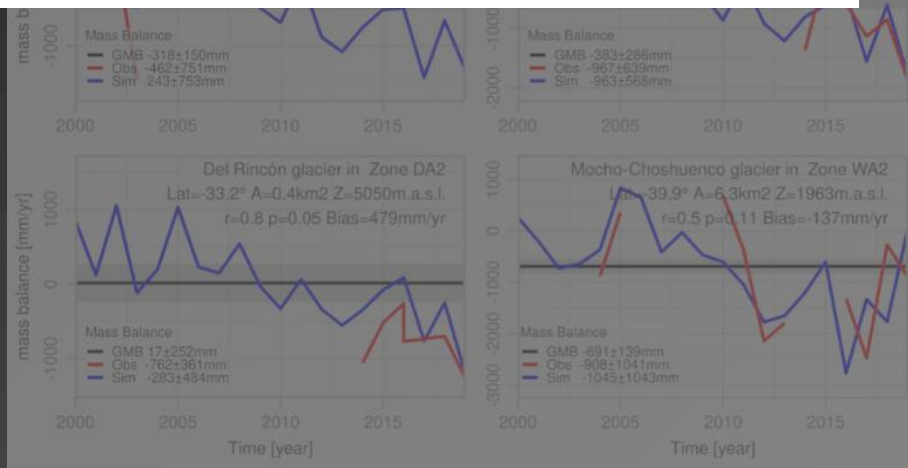 mass b
-1000
Mass Balance
GMB -316±150mm
Obs -462±751mm
Sim 243±753mm
2000 2005 2010 2015
-1000
-2000
Mass Balance
GMB -383±286mm
Obs -967±639mm
Sim -963±568mm
2000 2005 2010 2015
mass balance [mm/yr]
1000
0
-1000
Del Rincón glacier in Zone DA2
Lat=-33.2° A=0.4km2 Z=5050m.a.s.l.
r=0.8 p=0.05 Bias=479mm/yr
Mass Balance
GMB 17±252mm
Obs -762±361mm
Sim -283±484mm
2000 2005 2010 2015
Time [year]
1000
0
-1000
-2000
-3000
Mocho-Choshuenco glacier in Zone WA2
Lat=-39.9° A=6.3km2 Z=1963m.a.s.l.
r=0.5 p=0.11 Bias=-137mm/yr
Mass Balance
GMB -691±139mm
Obs -908±1041mm
Sim -1045±1043mm
2000 2005 2010 2015
Time [year]